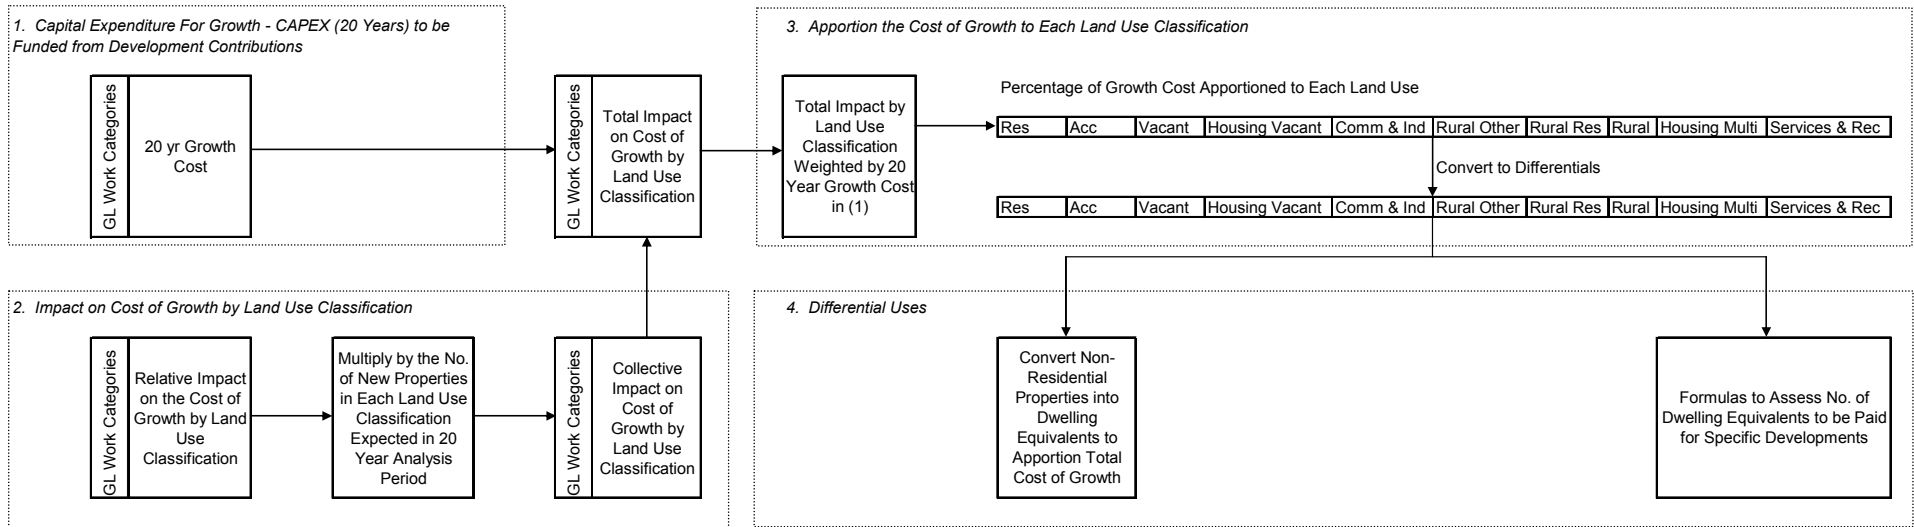 1. Capital Expenditure For Growth - CAPEX (20 Years) to be
Funded from Development Contributions
GL Work Categories
20 yr Growth
Cost
GL Work Categories
Total Impact
on Cost of
Growth by
Land Use
Classification
3. Apportion the Cost of Growth to Each Land Use Classification
Total Impact by
Land Use
Classification
Weighted by 20
Year Growth Cost
in (1)
Percentage of Growth Cost Apportioned to Each Land Use
Res Acc Vacant Housing Vacant Comm & Ind Rural Other Rural Res Rural Housing Multi Services & Rec
Convert to Differentials
Res Acc Vacant Housing Vacant Comm & Ind Rural Other Rural Res Rural Housing Multi Services & Rec
2. Impact on Cost of Growth by Land Use Classification
GL Work Categories
Relative Impact
on the Cost of
Growth by Land
Use
Classification
Multiply by the No.
of New Properties
in Each Land Use
Classification
Expected in 20
Year Analysis
Period
GL Work Categories
Collective
Impact on
Cost of
Growth by
Land Use
Classification
4. Differential Uses
Convert Non-
Residential
Properties into
Dwelling
Equivalents to
Apportion Total
Cost of Growth
Formulas to Assess No. of
Dwelling Equivalents to be Paid
for Specific Developments